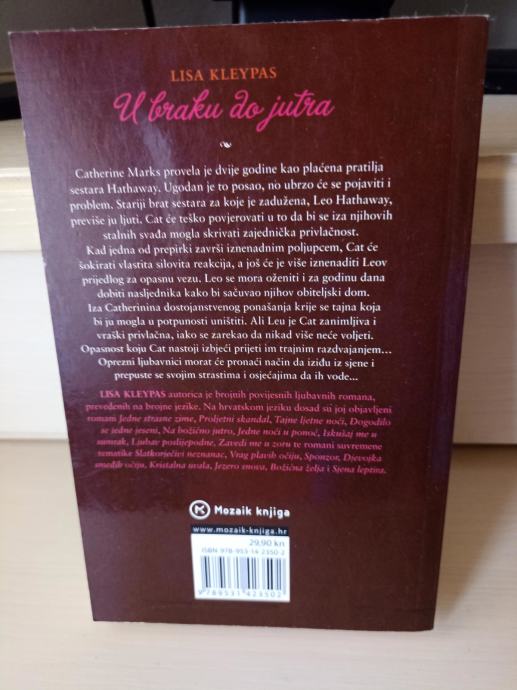 LISA KLEYPAS
U braku do jutra
Catherine Marks provela je dvije godine kao plaćena pratilja
sestara Hathaway. Ugodan je to posao, no ubrzo će se pojaviti i
problem. Stariji brat sestara za koje je zadužena, Leo Hathaway,
previše ju ljuti. Cat će teško povjerovati u to da bi se iza njihovih
stalnih svađa mogla skrivati zajednička privlačnost.
Kad jedna od prepirki završi iznenadnim poljupcem, Cat će
šokirati vlastita silovita reakcija, a još će je više iznenaditi Leov
prijedlog za opasnu vezu. Leo se mora oženiti i za godinu dana
dobiti nasljednika kako bi sačuvao njihov obiteljski dom.
Iza Catherinina dostojanstvenog ponašanja krije se tajna koja
bi ju mogla u potpunosti uništiti. Ali Leu je Cat zanimljiva i
vraški privlačna, iako se zarekao da nikad više neće voljeti.
Opasnost koju Cat nastoji izbjeći prijeti im trajnim razdvajanjem...
Oprezni ljubavnici morat će pronaći način da iziđu iz sjene i
prepuste se svojim strastima i osjećajima da ih vode...
LISA KLEYPAS autorica je brojnih povijesnih ljubavnih romana,
prevedenih na brojne jezike. Na hrvatskom jeziku dosad su joj objavljeni
romani Jedne strasne zime, Proljetni skandal, Tajne ljetne noći, Dogodilo
se jedne jeseni, Na božićno jutro, Jedne noći u ponoć, Iskušaj me u
sumrak, Ljubav poslijepodne, Zavedi me u zoru te romani suvremene
tematike Slatkorječivi neznanac, Vrag plavih očiju, Sponzor, Djevojka
smeđih očiju, Kristalna uvala, Jezero snova, Božićna želja i Sjena leptira.
Mozaik knjiga
www.mozaik-knjiga.hr
29,90 kn
ISBN 978-953-14-2350-2
9789531423502